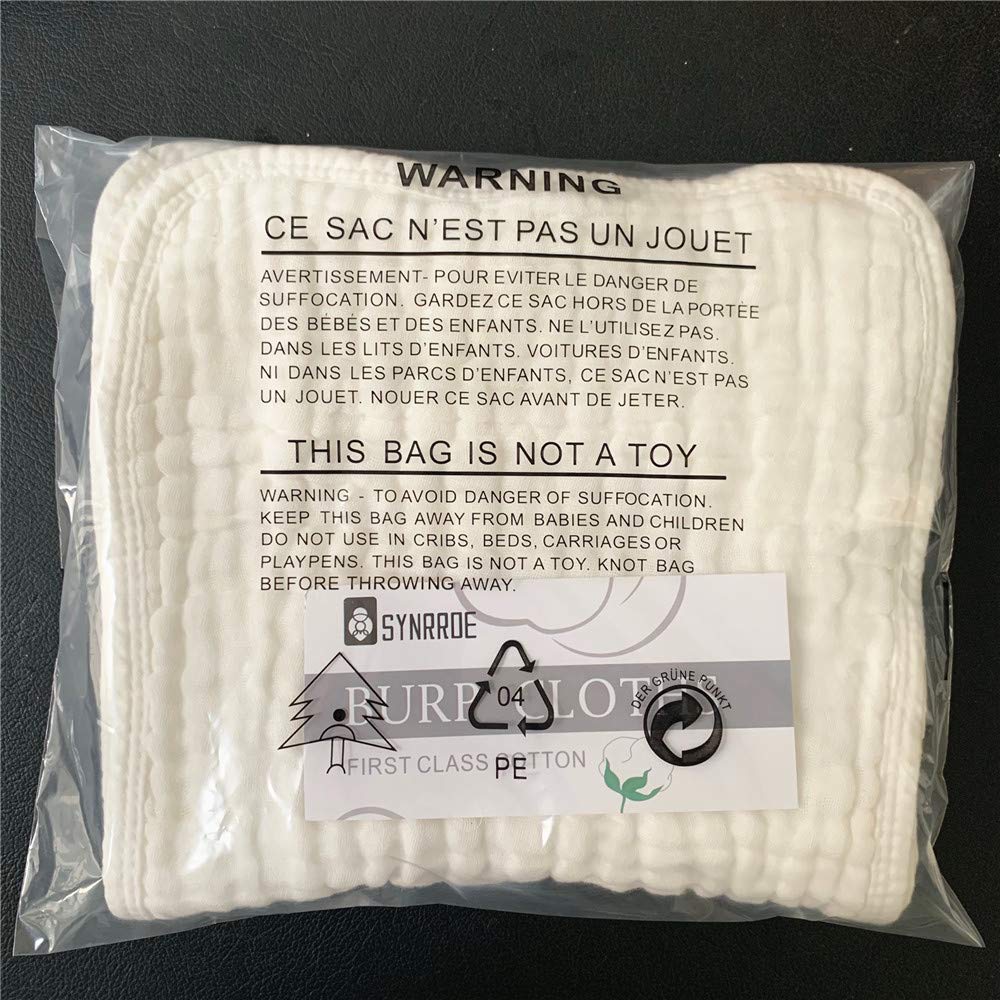 WARNING
CE SAC N'EST PAS UN JOUET
AVERTISSEMENT- POUR EVITER LE DANGER DE
SUFFOCATION. GARDEZ CE SAC HORS DE LA PORTÉE
DES BÉBÉS ET DES ENFANTS. NE L'UTILISEZ PAS.
DANS LES LITS D'ENFANTS. VOITURES D'ENFANTS.
NI DANS LES PARCS D'ENFANTS, CE SAC N'EST PAS
UN JOUET. NOUER CE SAC AVANT DE JETER.
THIS BAG IS NOT A TOY
WARNING - TO AVOID DANGER OF SUFFOCATION.
KEEP THIS BAG AWAY FROM BABIES AND CHILDREN
DO NOT USE IN CRIBS, BEDS, CARRIAGES OR
PLAYPENS. THIS BAG IS NOT A TOY. KNOT BAG
BEFORE THROWING AWAY.
SYNRROE
BURP CLOTHS
FIRST CLASS COTTON
04
PE
DER GRÜNE PUNKT